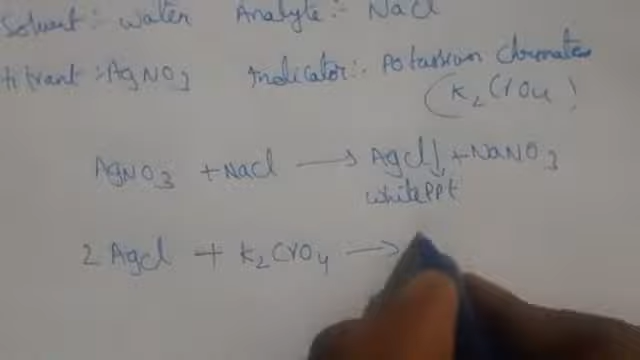 Solvent :- water Analyte :- NaCl
titrant :- AgNO3 Indicator :- Potassium Chromate
(K2CrO4)
AgNO3 + NaCl → AgCl↓ + NaNO3
white ppt
2 AgCl + K2CrO4 →